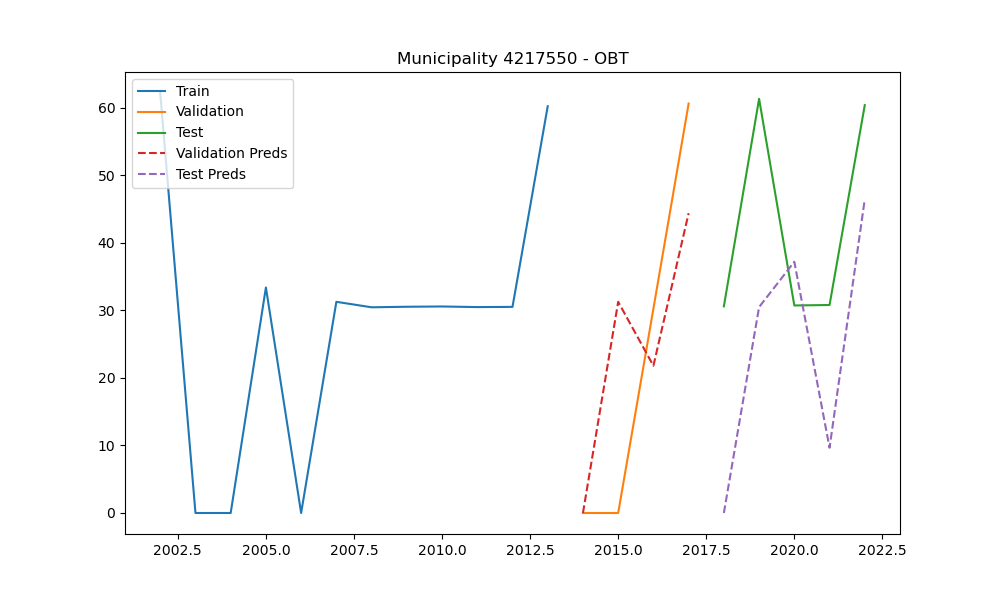 Municipality 4217550 - OBT
Train
Validation
Test
Validation Preds
Test Preds
60
50
40
30
20
10
0
2002.5 2005.0 2007.5 2010.0 2012.5 2015.0 2017.5 2020.0 2022.5